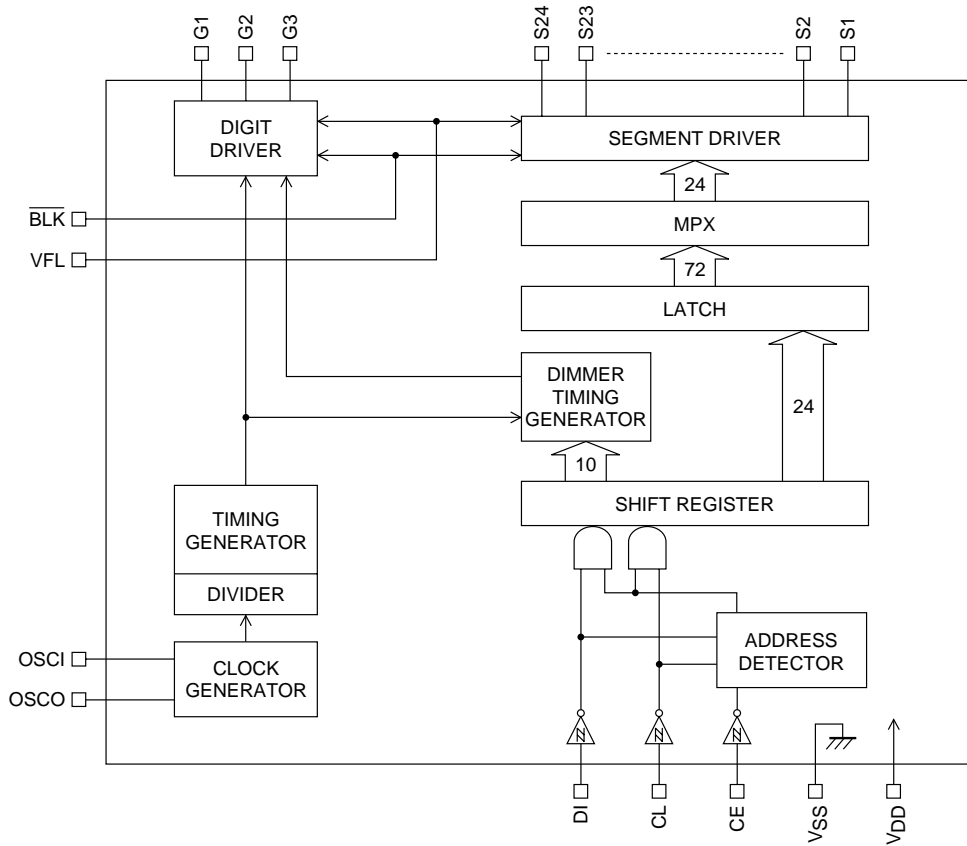 G1
G2
G3
S24
S23
S2
S1
DIGIT
DRIVER
SEGMENT DRIVER
24
BLK
MPX
VFL
72
LATCH
DIMMER
TIMING
GENERATOR
24
10
SHIFT REGISTER
TIMING
GENERATOR
DIVIDER
OSCI
OSCO
CLOCK
GENERATOR
ADDRESS
DETECTOR
DI
CL
CE
VSS
VDD